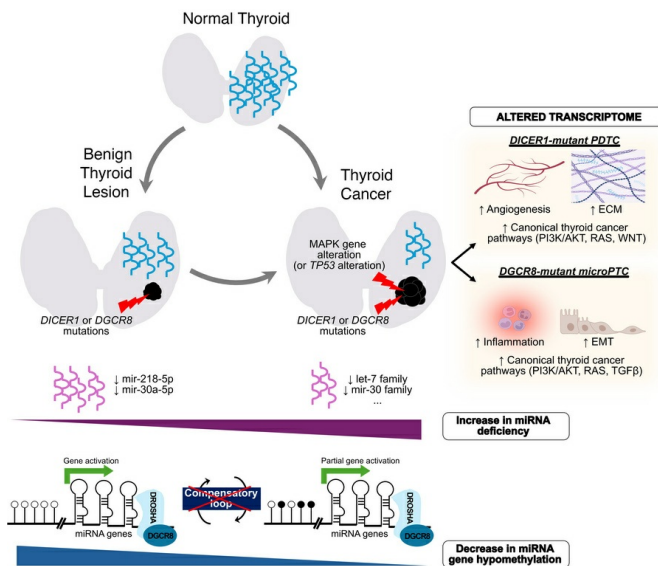 Normal Thyroid
Benign
Thyroid
Lesion
Thyroid
Cancer
MAPK gene
alteration
(or TP53 alteration)
DICER1 or DGCR8
mutations
DICER1 or DGCR8
mutations
ALTERED TRANSCRIPTOME
DICER1-mutant PDTC
↑ Angiogenesis
↑ ECM
↑ Canonical thyroid cancer
pathways (PI3K/AKT, RAS, WNT)
DGCR8-mutant microPTC
↑ Inflammation
↑ EMT
↑ Canonical thyroid cancer
pathways (PI3K/AKT, RAS, TGFβ)
↓ mir-218-5p
↓ mir-30a-5p
↓ let-7 family
↓ mir-30 family
...
Increase in miRNA
deficiency
Gene activation
miRNA genes
DROSHA
DGCR8
Compensatory
loop
Partial gene activation
miRNA genes
DROSHA
DGCR8
Decrease in miRNA
gene hypomethylation